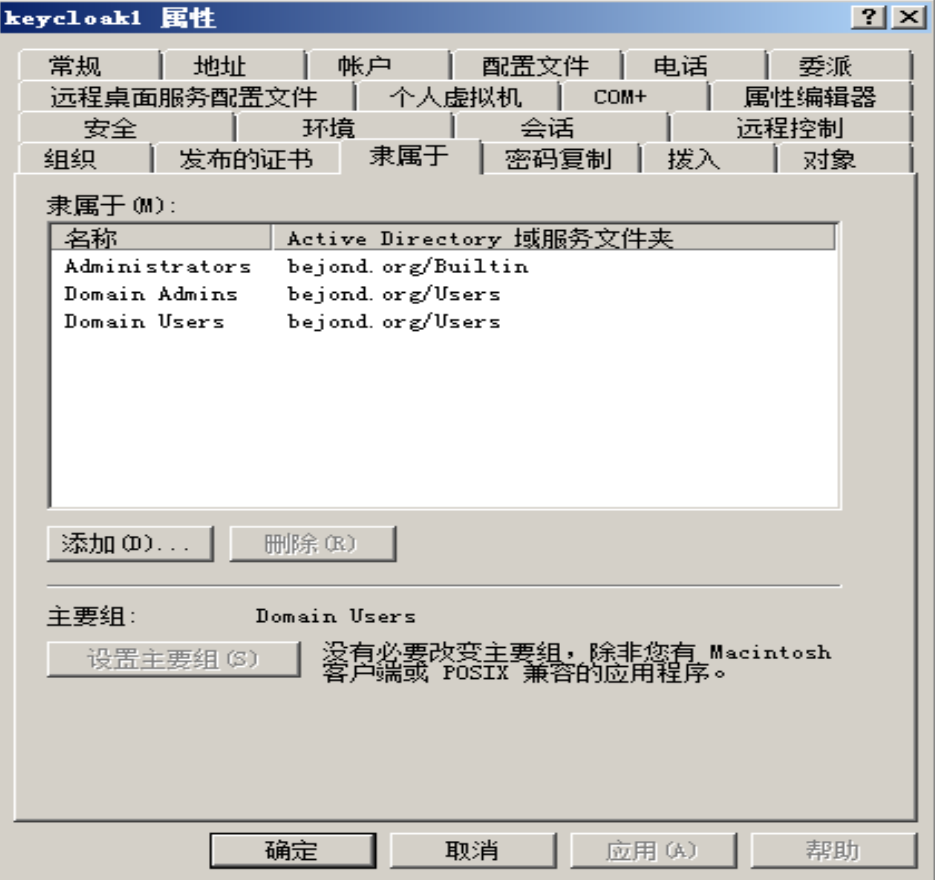 keycloak1 属性
常规 地址 帐户 配置文件 电话 委派
远程桌面服务配置文件 个人虚拟机 COM+ 属性编辑器
安全 环境 会话 远程控制
组织 发布的证书 隶属于 密码复制 拨入 对象
隶属于(M):
名称 Active Directory 域服务文件夹
Administrators bejond.org/Builtin
Domain Admins bejond.org/Users
Domain Users bejond.org/Users
添加(D)... 删除(R)
主要组: Domain Users
设置主要组(S) 没有必要改变主要组，除非您有 Macintosh
客户端或 POSIX 兼容的应用程序。
确定 取消 应用(A) 帮助